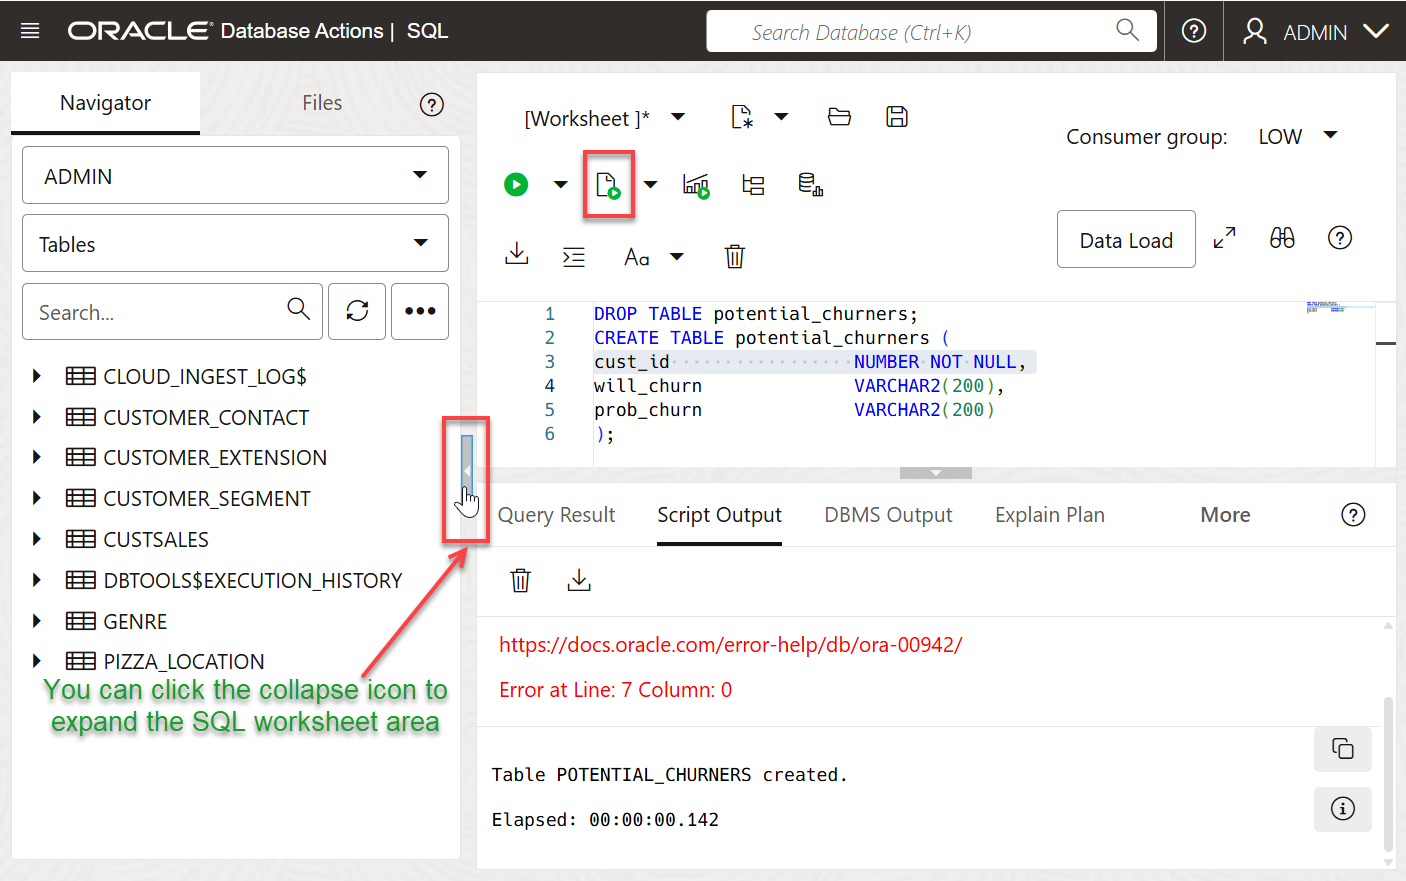 ORACLE Database Actions | SQL
Search Database (Ctrl+K)
ADMIN
Navigator
Files
ADMIN
Tables
Search...
CLOUD_INGEST_LOG$
CUSTOMER_CONTACT
CUSTOMER_EXTENSION
CUSTOMER_SEGMENT
CUSTSALES
DBTOOLS$EXECUTION_HISTORY
GENRE
PIZZA_LOCATION
You can click the collapse icon to
expand the SQL worksheet area
[Worksheet ]*
Consumer group: LOW
Aa
Data Load
1 DROP TABLE potential_churners;
2 CREATE TABLE potential_churners (
3 cust_id NUMBER NOT NULL,
4 will_churn VARCHAR2(200),
5 prob_churn VARCHAR2(200)
6 );
Query Result Script Output DBMS Output Explain Plan More
https://docs.oracle.com/error-help/db/ora-00942/
Error at Line: 7 Column: 0
Table POTENTIAL_CHURNERS created.
Elapsed: 00:00:00.142